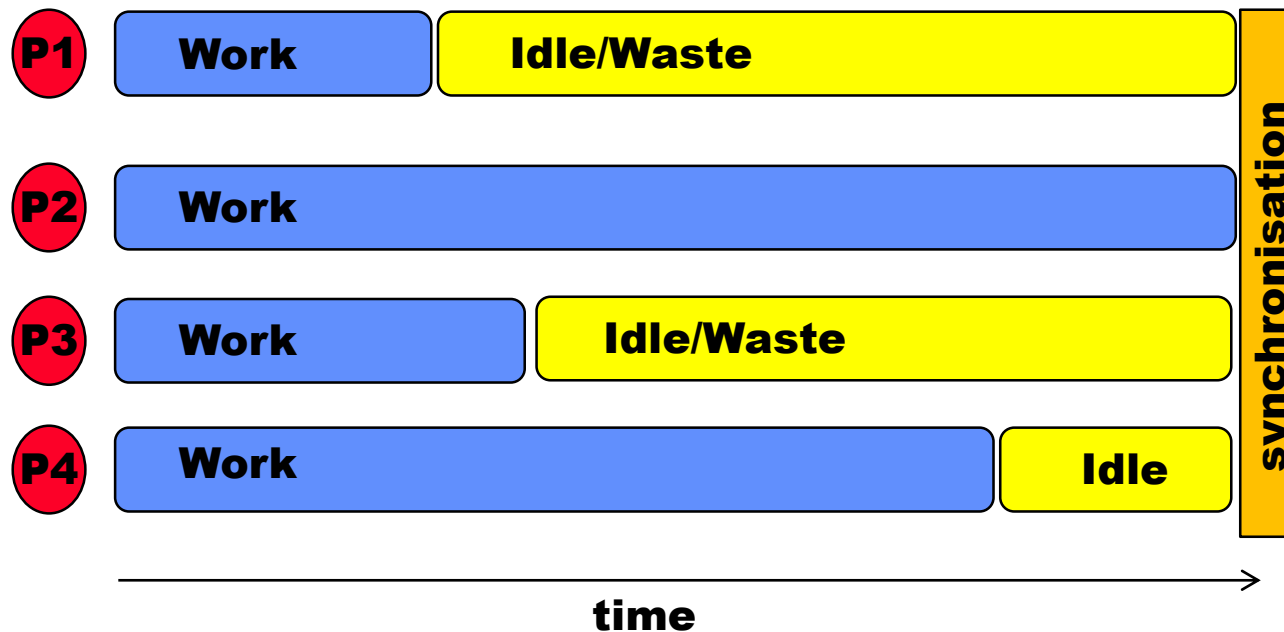 P1 Work Idle/Waste
P2 Work
P3 Work Idle/Waste
P4 Work Idle
synchronisation
time